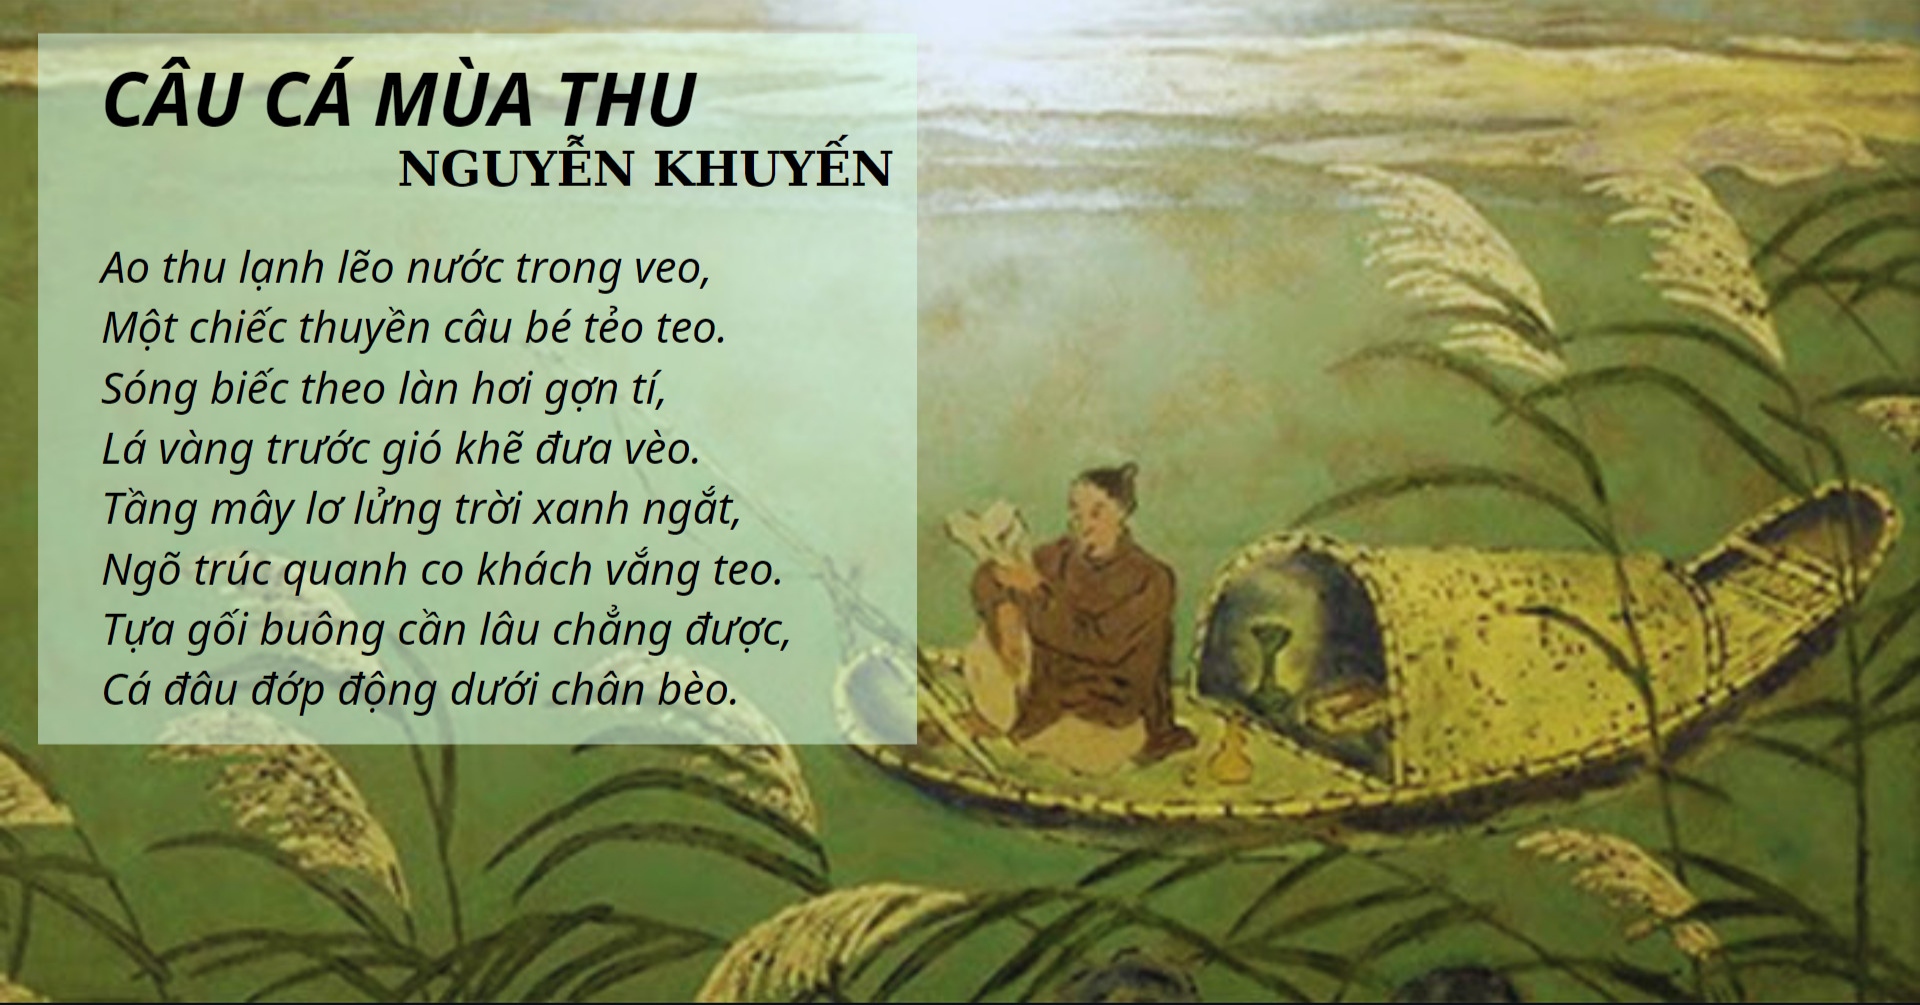 CÂU CÁ MÙA THU
NGUYỄN KHUYẾN
Ao thu lạnh lẽo nước trong veo,
Một chiếc thuyền câu bé tẻo teo.
Sóng biếc theo làn hơi gợn tí,
Lá vàng trước gió khẽ đưa vèo.
Tầng mây lơ lửng trời xanh ngắt,
Ngõ trúc quanh co khách vắng teo.
Tựa gối buông cần lâu chẳng được,
Cá đâu đớp động dưới chân bèo.